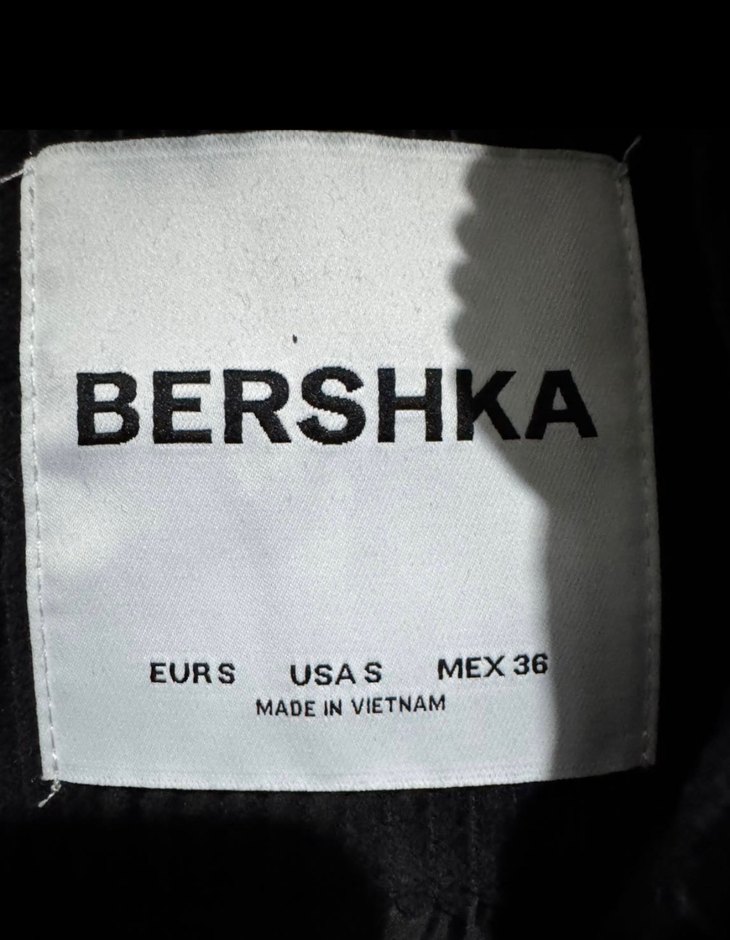 BERSHKA
EUR S USA S MEX 36
MADE IN VIETNAM